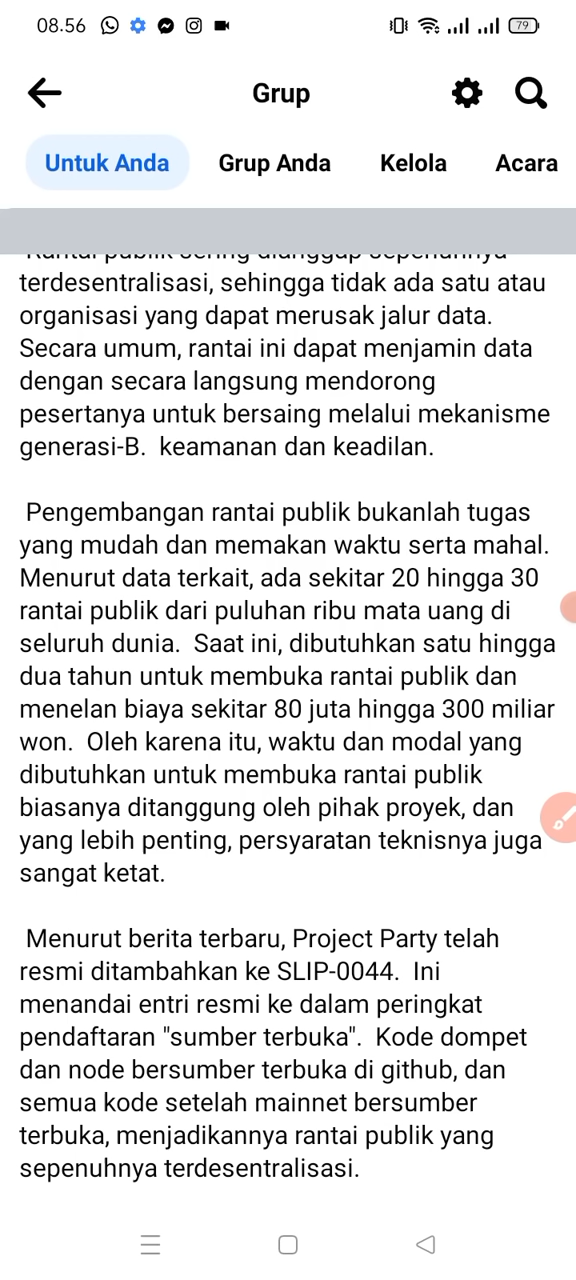 08.56
79
Grup
Untuk Anda
Grup Anda
Kelola
Acara
Rantai publik sering dianggap sepenuhnya
terdesentralisasi, sehingga tidak ada satu atau
organisasi yang dapat merusak jalur data.
Secara umum, rantai ini dapat menjamin data
dengan secara langsung mendorong
pesertanya untuk bersaing melalui mekanisme
generasi-B.  keamanan dan keadilan.
Pengembangan rantai publik bukanlah tugas
yang mudah dan memakan waktu serta mahal.
Menurut data terkait, ada sekitar 20 hingga 30
rantai publik dari puluhan ribu mata uang di
seluruh dunia.  Saat ini, dibutuhkan satu hingga
dua tahun untuk membuka rantai publik dan
menelan biaya sekitar 80 juta hingga 300 miliar
won.  Oleh karena itu, waktu dan modal yang
dibutuhkan untuk membuka rantai publik
biasanya ditanggung oleh pihak proyek, dan
yang lebih penting, persyaratan teknisnya juga
sangat ketat.
Menurut berita terbaru, Project Party telah
resmi ditambahkan ke SLIP-0044.  Ini
menandai entri resmi ke dalam peringkat
pendaftaran "sumber terbuka".  Kode dompet
dan node bersumber terbuka di github, dan
semua kode setelah mainnet bersumber
terbuka, menjadikannya rantai publik yang
sepenuhnya terdesentralisasi.